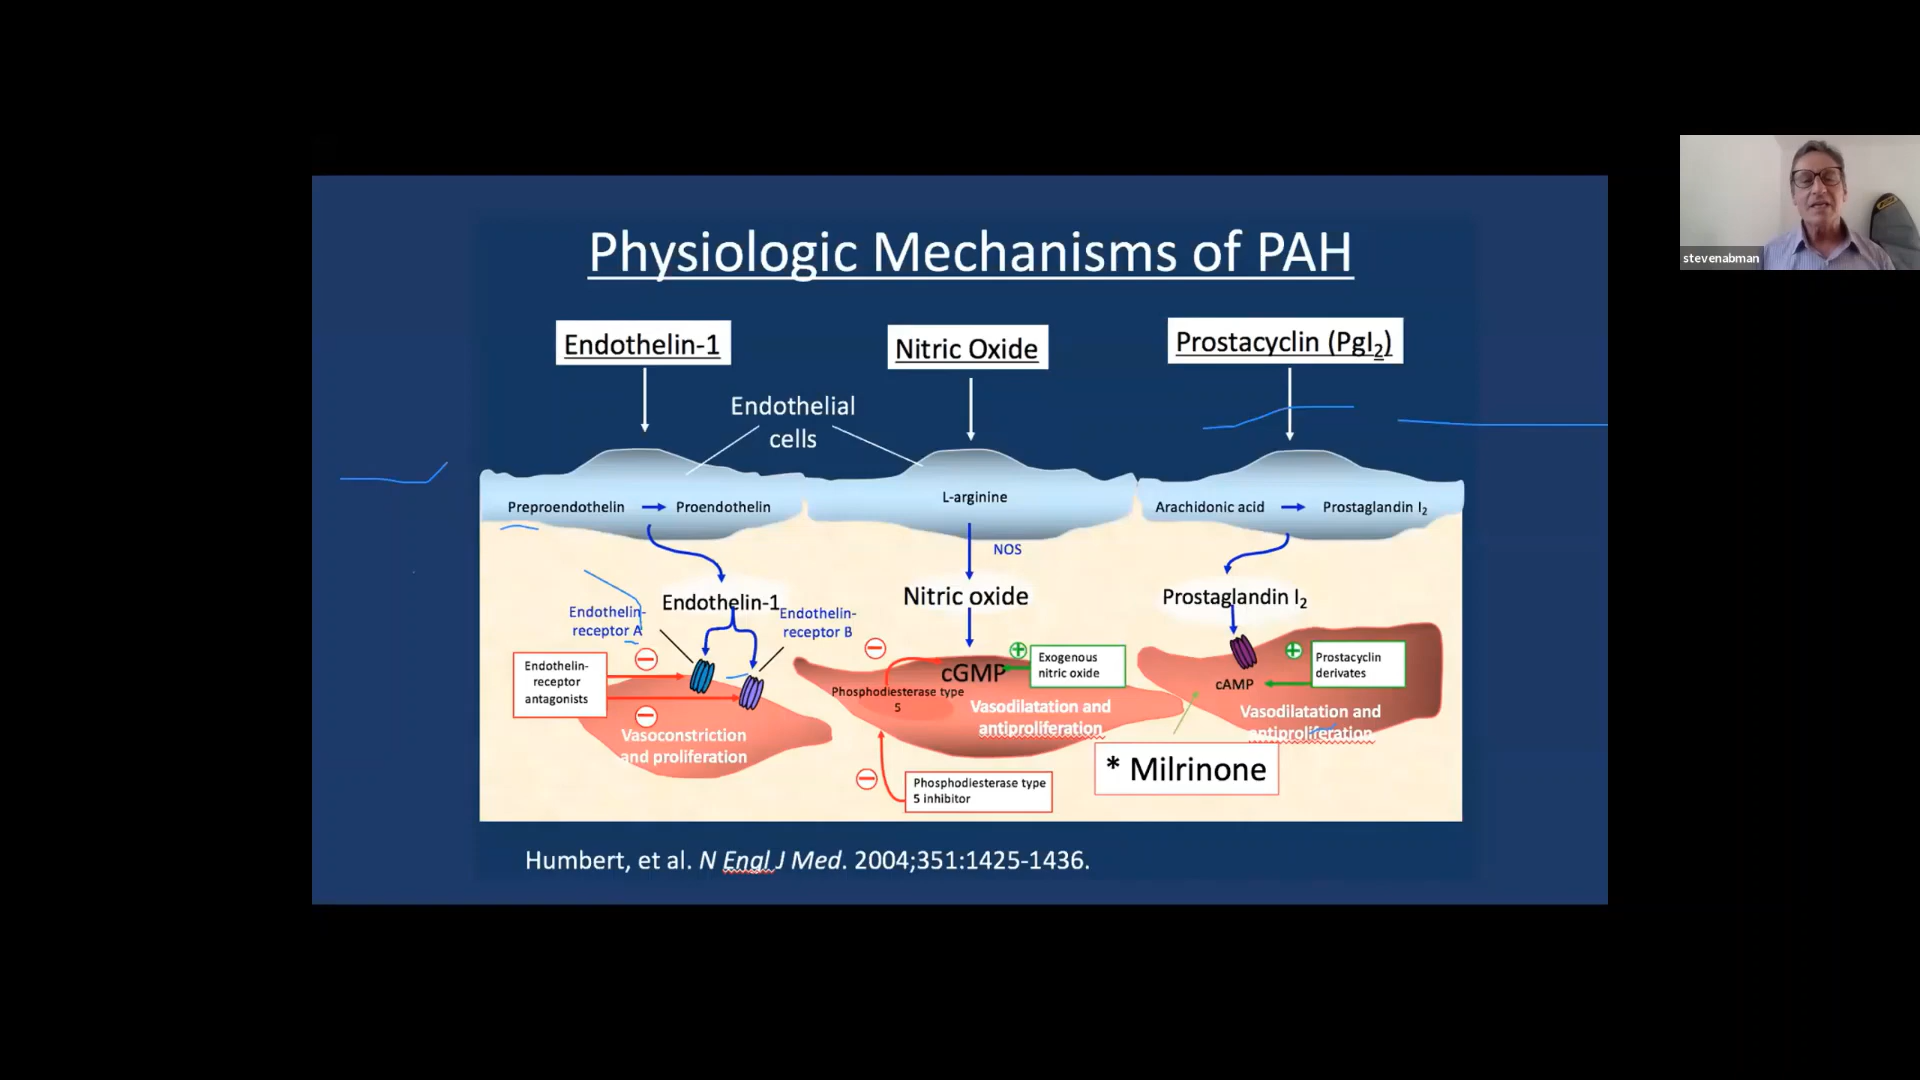 Physiologic Mechanisms of PAH
stevenabman
Endothelin-1
Nitric Oxide
Prostacyclin (PgI₂)
Endothelial
cells
Preproendothelin
Proendothelin
L-arginine
Arachidonic acid
Prostaglandin I₂
NOS
Endothelin-1
Nitric oxide
Prostaglandin I₂
Endothelin-
receptor A
Endothelin-
receptor B
Endothelin-
receptor
antagonists
Vasoconstriction
and proliferation
cGMP
Phosphodiesterase type
5
Exogenous
nitric oxide
Vasodilatation and
antiproliferation
Phosphodiesterase type
5 inhibitor
cAMP
Prostacyclin
derivates
Vasodilatation and
antiproliferation
* Milrinone
Humbert, et al. N Engl J Med. 2004;351:1425-1436.